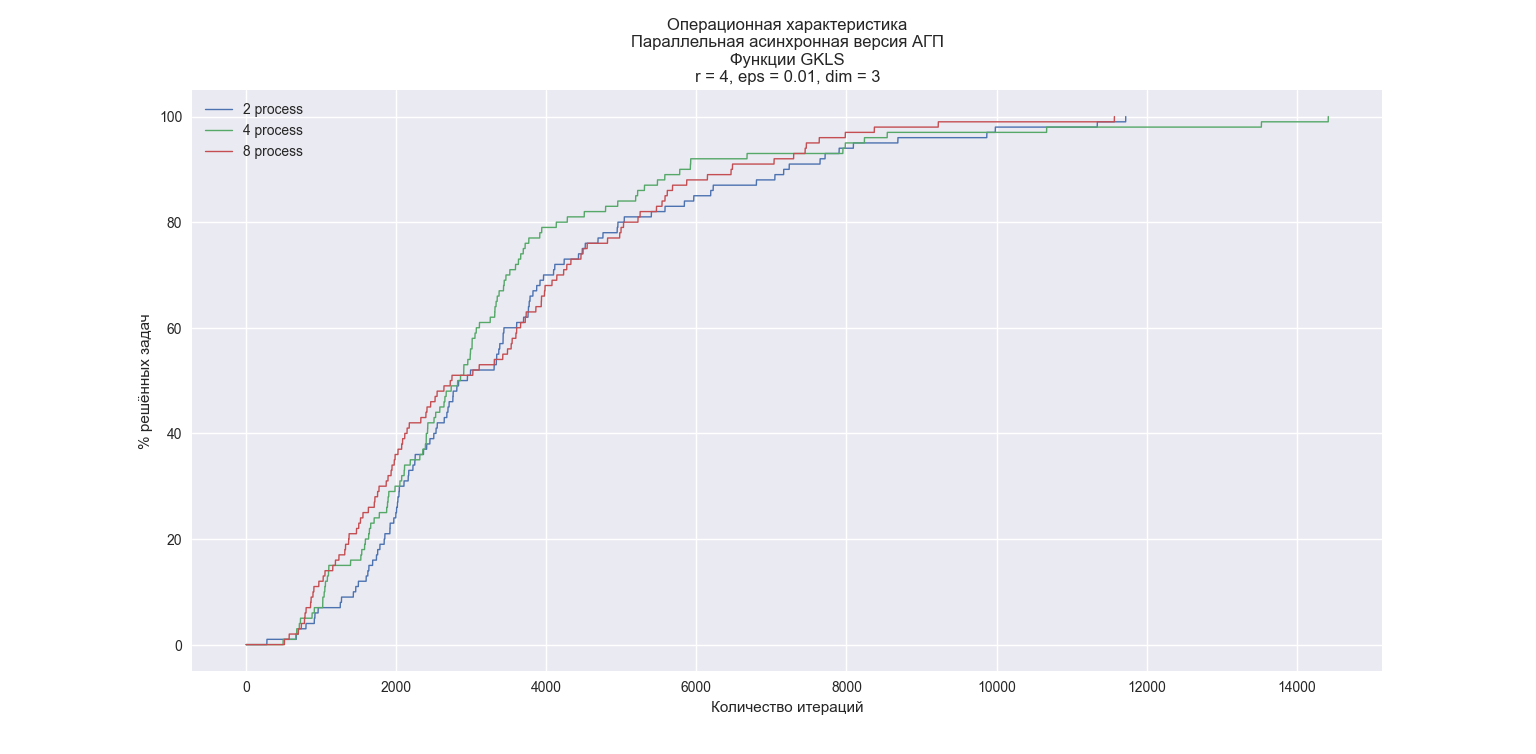 Операционная характеристика
Параллельная асинхронная версия АГП
Функции GKLS
r = 4, eps = 0.01, dim = 3
2 process
4 process
8 process
100
80
60
40
20
0
% решённых задач
0 2000 4000 6000 8000 10000 12000 14000
Количество итераций